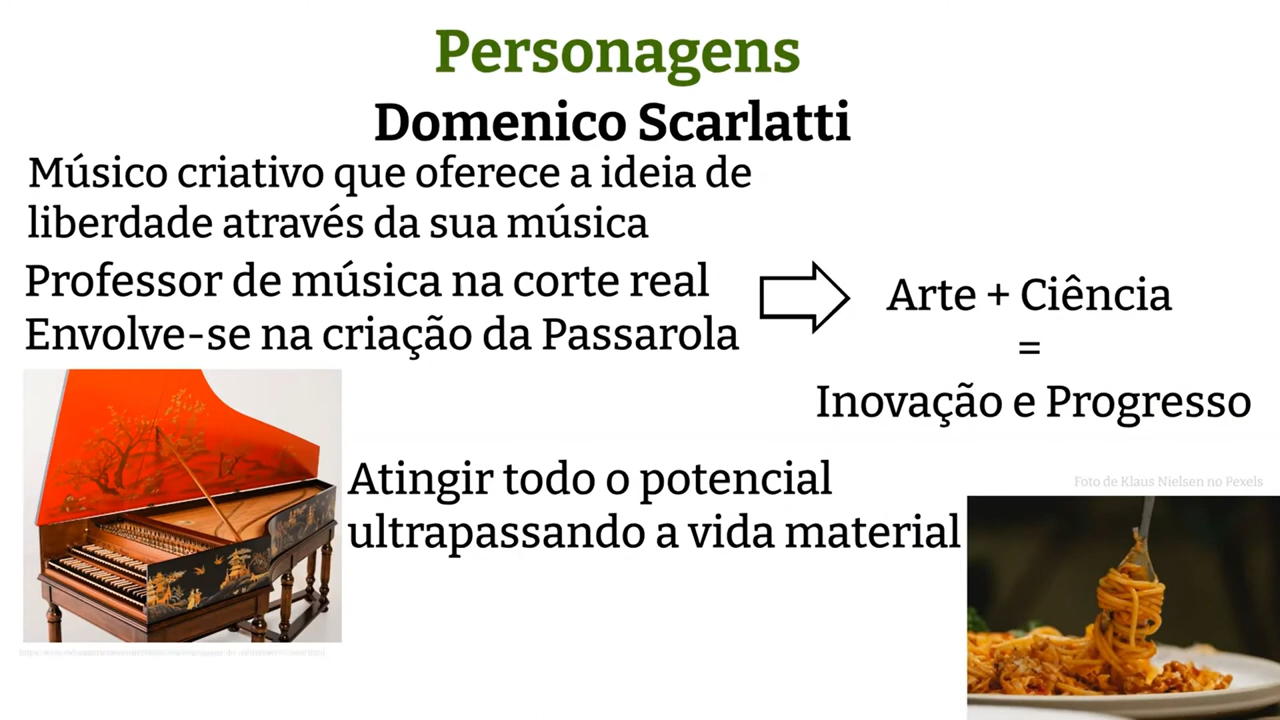 Personagens
Domenico Scarlatti
Músico criativo que oferece a ideia de
liberdade através da sua música
Professor de música na corte real
Envolve-se na criação da Passarola
Arte + Ciência
=
Inovação e Progresso
Atingir todo o potencial
ultrapassando a vida material
Foto de Klaus Nielsen no Pexels